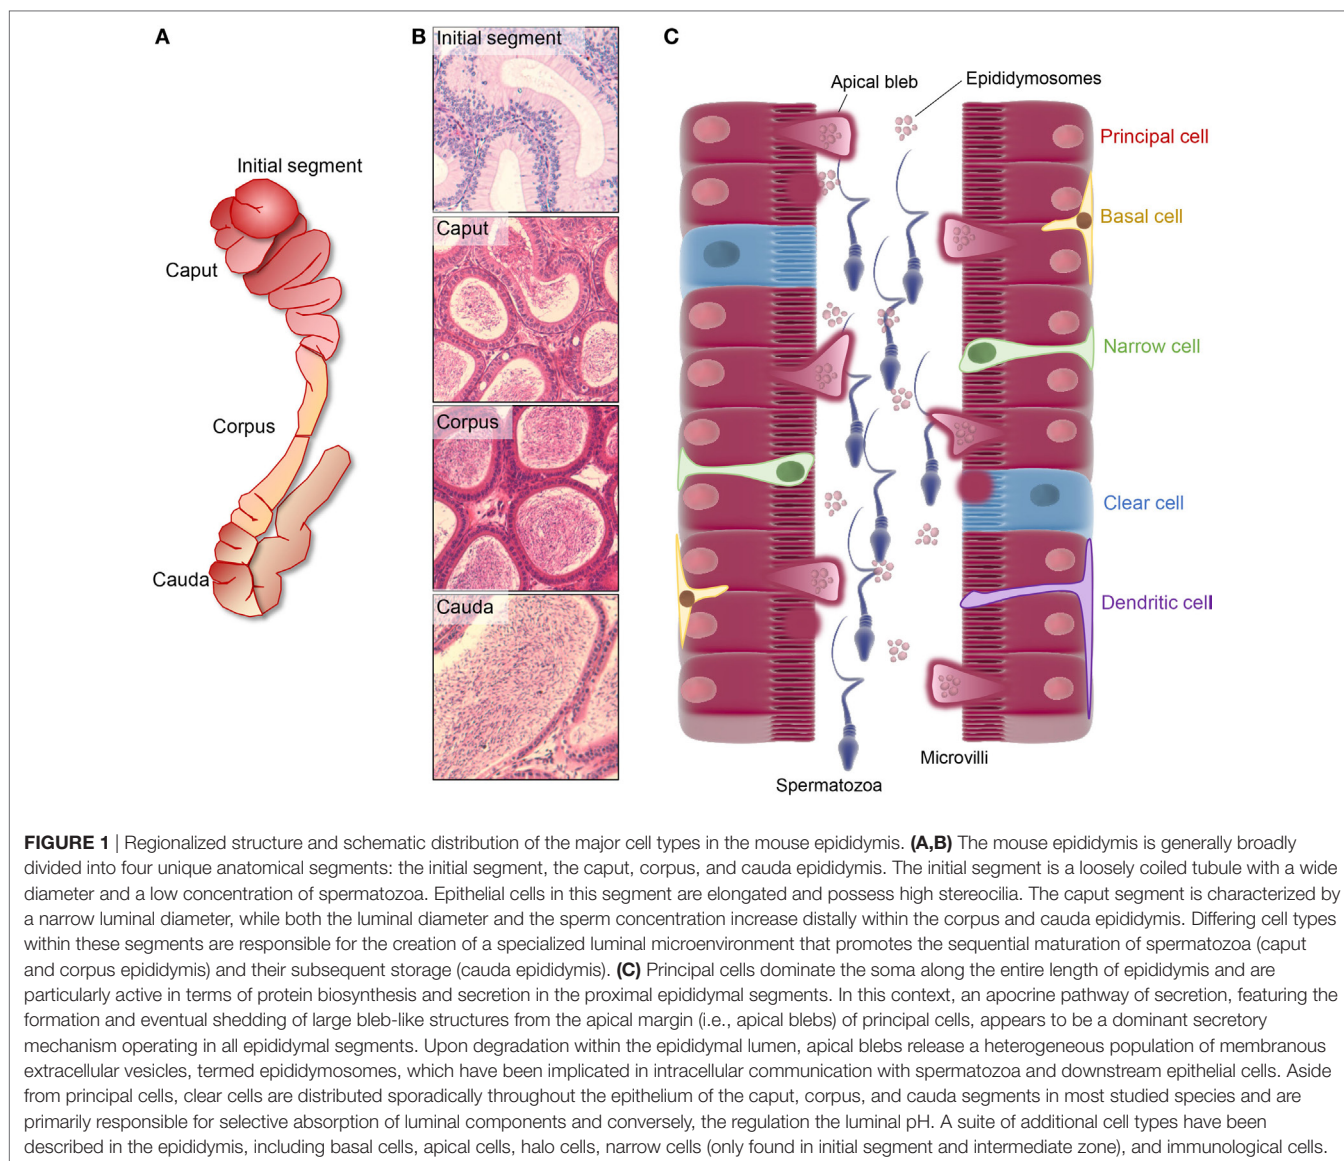 A
B
C
Initial segment
Caput
Corpus
Cauda
Initial segment
Caput
Corpus
Cauda
Apical bleb
Epididymosomes
Principal cell
Basal cell
Narrow cell
Clear cell
Dendritic cell
Microvilli
Spermatozoa
FIGURE 1 | Regionalized structure and schematic distribution of the major cell types in the mouse epididymis. (A,B) The mouse epididymis is generally broadly
divided into four unique anatomical segments: the initial segment, the caput, corpus, and cauda epididymis. The initial segment is a loosely coiled tubule with a wide
diameter and a low concentration of spermatozoa. Epithelial cells in this segment are elongated and possess high stereocilia. The caput segment is characterized by
a narrow luminal diameter, while both the luminal diameter and the sperm concentration increase distally within the corpus and cauda epididymis. Differing cell types
within these segments are responsible for the creation of a specialized luminal microenvironment that promotes the sequential maturation of spermatozoa (caput
and corpus epididymis) and their subsequent storage (cauda epididymis). (C) Principal cells dominate the soma along the entire length of epididymis and are
particularly active in terms of protein biosynthesis and secretion in the proximal epididymal segments. In this context, an apocrine pathway of secretion, featuring the
formation and eventual shedding of large bleb-like structures from the apical margin (i.e., apical blebs) of principal cells, appears to be a dominant secretory
mechanism operating in all epididymal segments. Upon degradation within the epididymal lumen, apical blebs release a heterogeneous population of membranous
extracellular vesicles, termed epididymosomes, which have been implicated in intracellular communication with spermatozoa and downstream epithelial cells. Aside
from principal cells, clear cells are distributed sporadically throughout the epithelium of the caput, corpus, and cauda segments in most studied species and are
primarily responsible for selective absorption of luminal components and conversely, the regulation the luminal pH. A suite of additional cell types have been
described in the epididymis, including basal cells, apical cells, halo cells, narrow cells (only found in initial segment and intermediate zone), and immunological cells.